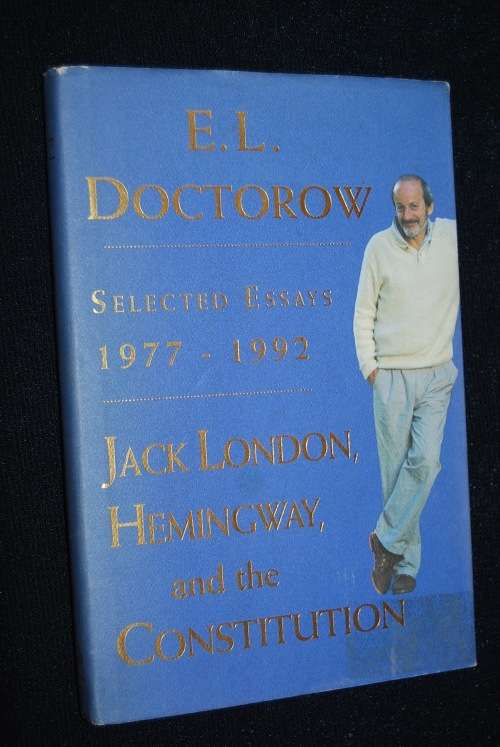 E.L.
DOCTOROW
SELECTED ESSAYS
1977 - 1992
JACK LONDON,
HEMINGWAY,
and the
CONSTITUTION